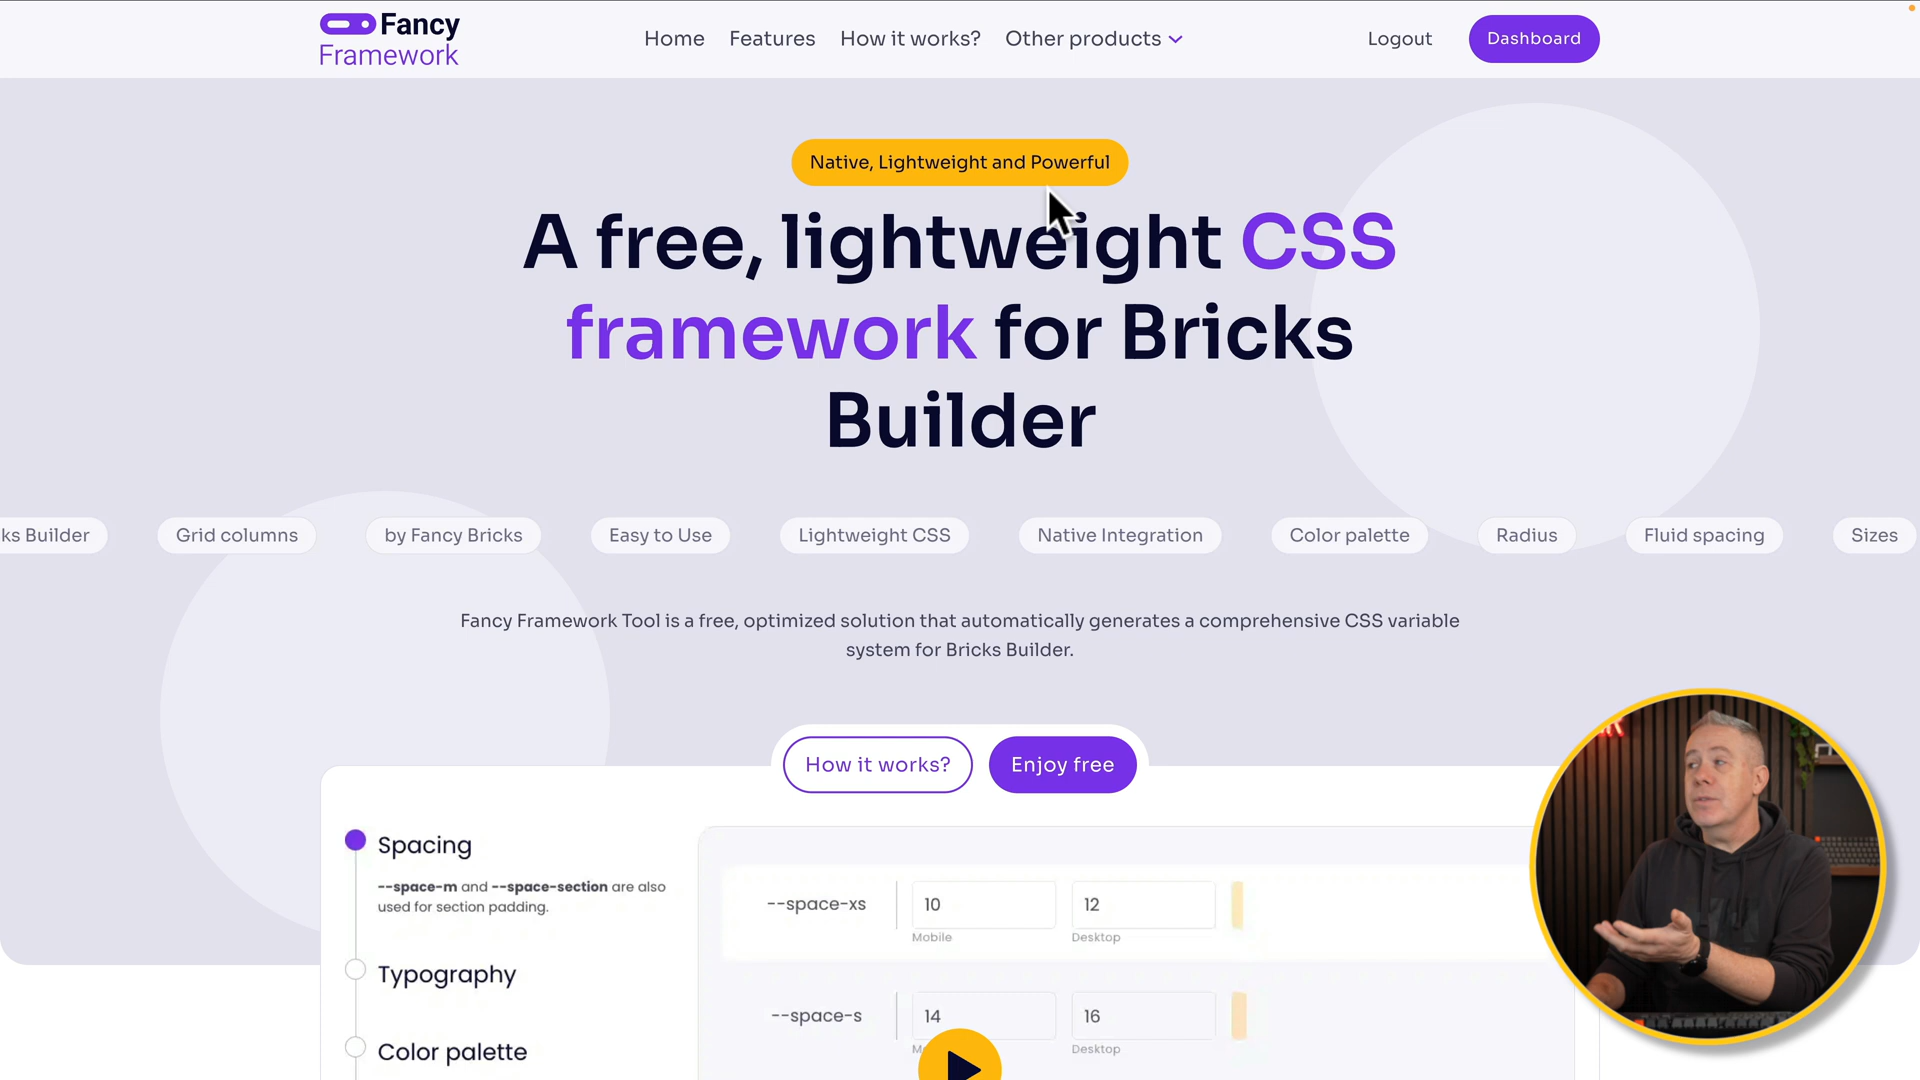 Fancy
Framework
Home Features How it works? Other products Logout Dashboard
Native, Lightweight and Powerful
A free, lightweight CSS
framework for Bricks
Builder
ks Builder Grid columns by Fancy Bricks Easy to Use Lightweight CSS Native Integration Color palette Radius Fluid spacing Sizes
Fancy Framework Tool is a free, optimized solution that automatically generates a comprehensive CSS variable
system for Bricks Builder.
How it works? Enjoy free
Spacing
--space-m and --space-section are also
used for section padding.
Typography
Color palette
--space-xs 10 12
Mobile Desktop
--space-s 14 16
Desktop